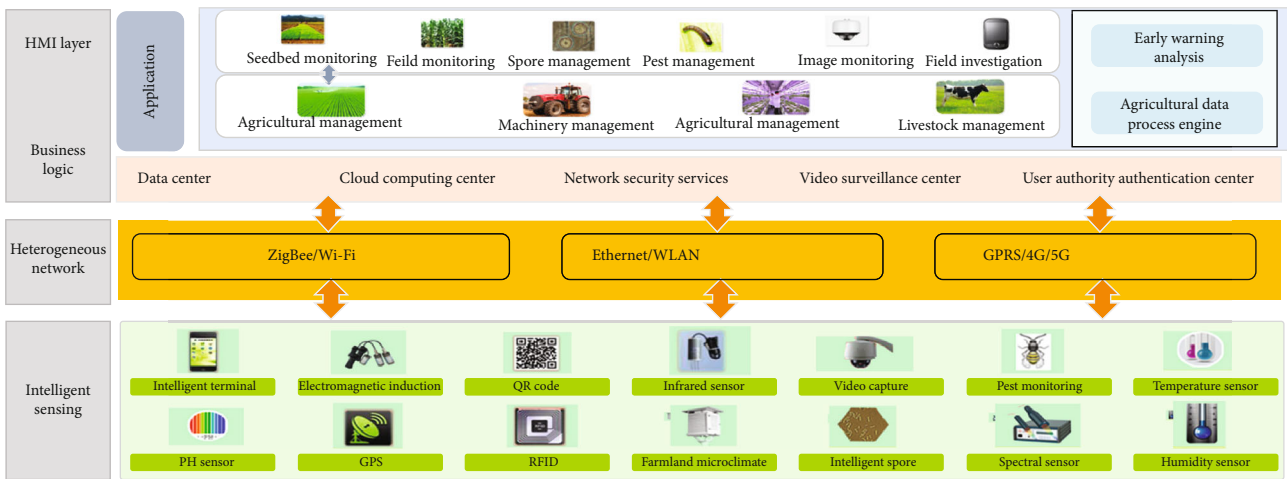 HMI layer
Business
logic
Application
Seedbed monitoring
Feild monitoring
Spore management
Pest management
Image monitoring
Field investigation
Agricultural management
Machinery management
Agricultural management
Livestock management
Early warning
analysis
Agricultural data
process engine
Data center
Cloud computing center
Network security services
Video surveillance center
User authority authentication center
Heterogeneous
network
ZigBee/Wi-Fi
Ethernet/WLAN
GPRS/4G/5G
Intelligent
sensing
Intelligent terminal
Electromagnetic induction
QR code
Infrared sensor
Video capture
Pest monitoring
Temperature sensor
PH sensor
GPS
RFID
Farmland microclimate
Intelligent spore
Spectral sensor
Humidity sensor